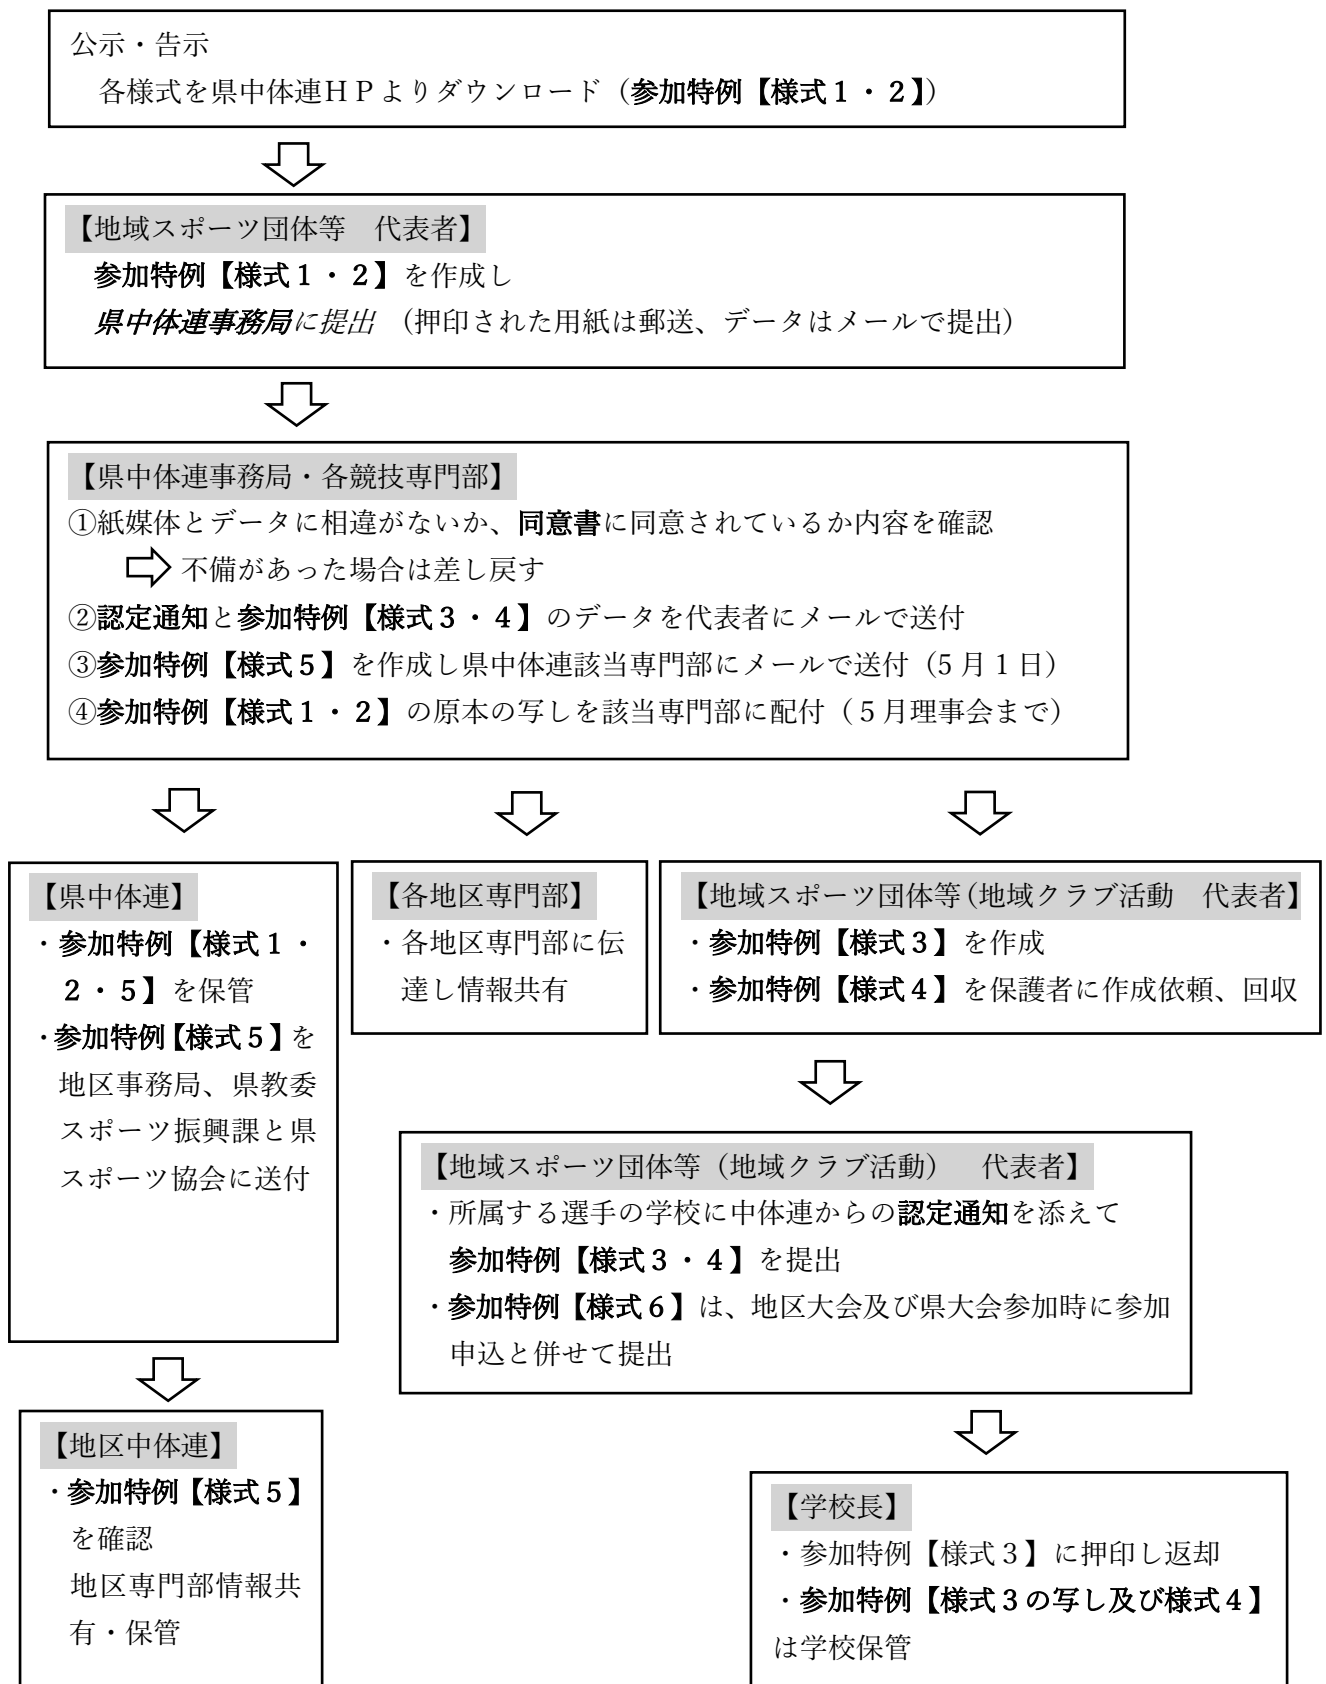 公示・告示
各様式を県中体連ＨＰよりダウンロード（参加特例【様式１・２】）
【地域スポーツ団体等　代表者】
参加特例【様式１・２】を作成し
県中体連事務局に提出　（押印された用紙は郵送、データはメールで提出）
【県中体連事務局・各競技専門部】
①紙媒体とデータに相違がないか、同意書に同意されているか内容を確認
不備があった場合は差し戻す
②認定通知と参加特例【様式３・４】のデータを代表者にメールで送付
③参加特例【様式５】を作成し県中体連該当専門部にメールで送付（5 月 1 日）
④参加特例【様式１・２】の原本の写しを該当専門部に配付（５月理事会まで）
【県中体連】
・参加特例【様式１・
２・５】を保管
・参加特例【様式５】を
地区事務局、県教委
スポーツ振興課と県
スポーツ協会に送付
【各地区専門部】
・各地区専門部に伝
達し情報共有
【地域スポーツ団体等（地域クラブ活動　代表者】
・参加特例【様式３】を作成
・参加特例【様式４】を保護者に作成依頼、回収
【地域スポーツ団体等（地域クラブ活動）　代表者】
・所属する選手の学校に中体連からの認定通知を添えて
参加特例【様式３・４】を提出
・参加特例【様式６】は、地区大会及び県大会参加時に参加
申込と併せて提出
【地区中体連】
・参加特例【様式５】
を確認
地区専門部情報共
有・保管
【学校長】
・参加特例【様式３】に押印し返却
・参加特例【様式３の写し及び様式４】
は学校保管